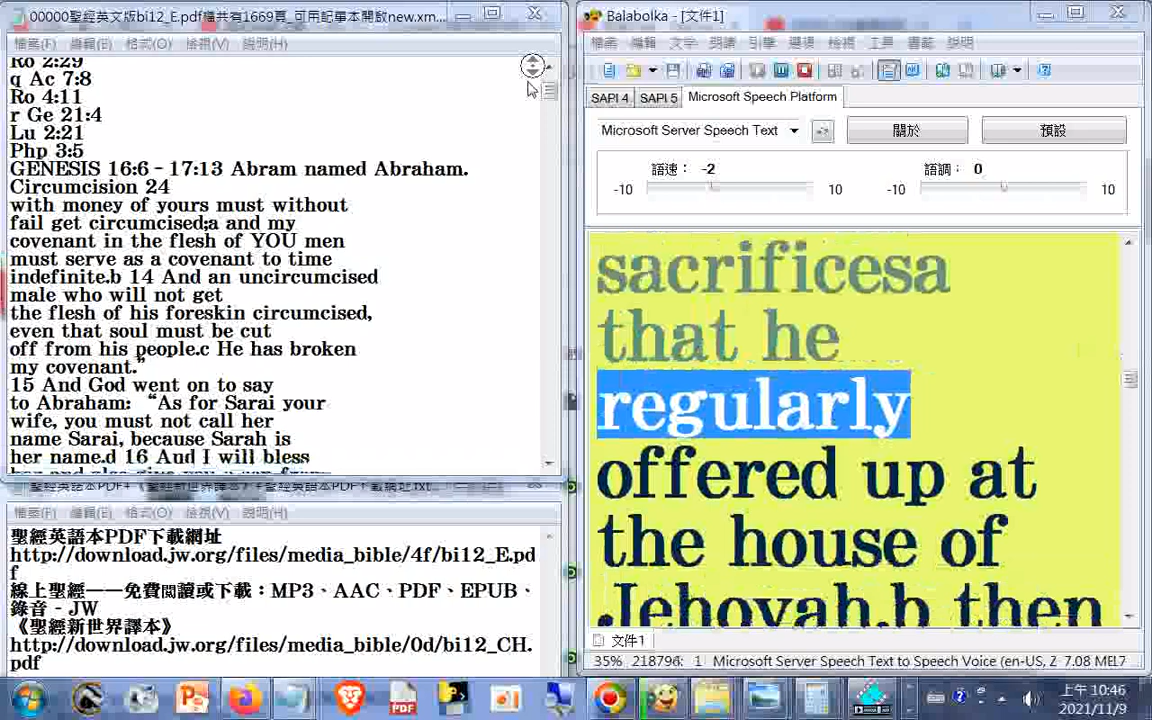 00000聖經英文版bi12_E.pdf檔共有1669頁_可用記事本開啟new.xm...
檔案(F) 編輯(E) 格式(O) 檢視(V) 說明(H)
Ro 2:29
q Ac 7:8
Ro 4:11
r Ge 21:4
Lu 2:21
Php 3:5
GENESIS 16:6 – 17:13 Abram named Abraham.
Circumcision 24
with money of yours must without
fail get circumcised;a and my
covenant in the flesh of YOU men
must serve as a covenant to time
indefinite.b 14 And an uncircumcised
male who will not get
the flesh of his foreskin circumcised,
even that soul must be cut
off from his people.c He has broken
my covenant.”
15 And God went on to say
to Abraham: “As for Sarai your
wife, you must not call her
name Sarai, because Sarah is
her name.d 16 And I will bless
檔案(F) 編輯(E) 格式(O) 檢視(V) 說明(H)
聖經英語本PDF下載網址
http://download.jw.org/files/media_bible/4f/bi12_E.pd
f
線上聖經——免費閱讀或下載：MP3、AAC、PDF、EPUB、
錄音 - JW
《聖經新世界譯本》
http://download.jw.org/files/media_bible/0d/bi12_CH.
pdf
Balabolka - [文件1]
檔案 編輯 文字 朗讀 引擎 選項 檢視 工具 書籤 說明
SAPI 4 SAPI 5 Microsoft Speech Platform
Microsoft Server Speech Text 關於 預設
語速： -2 語調： 0
-10 10 -10 10
sacrificesa
that he
regularly
offered up at
the house of
Jehovah.b then
文件1
35% 218796: 1 Microsoft Server Speech Text to Speech Voice (en-US, Z 7.08 MB
上午 10:46
2021/11/9